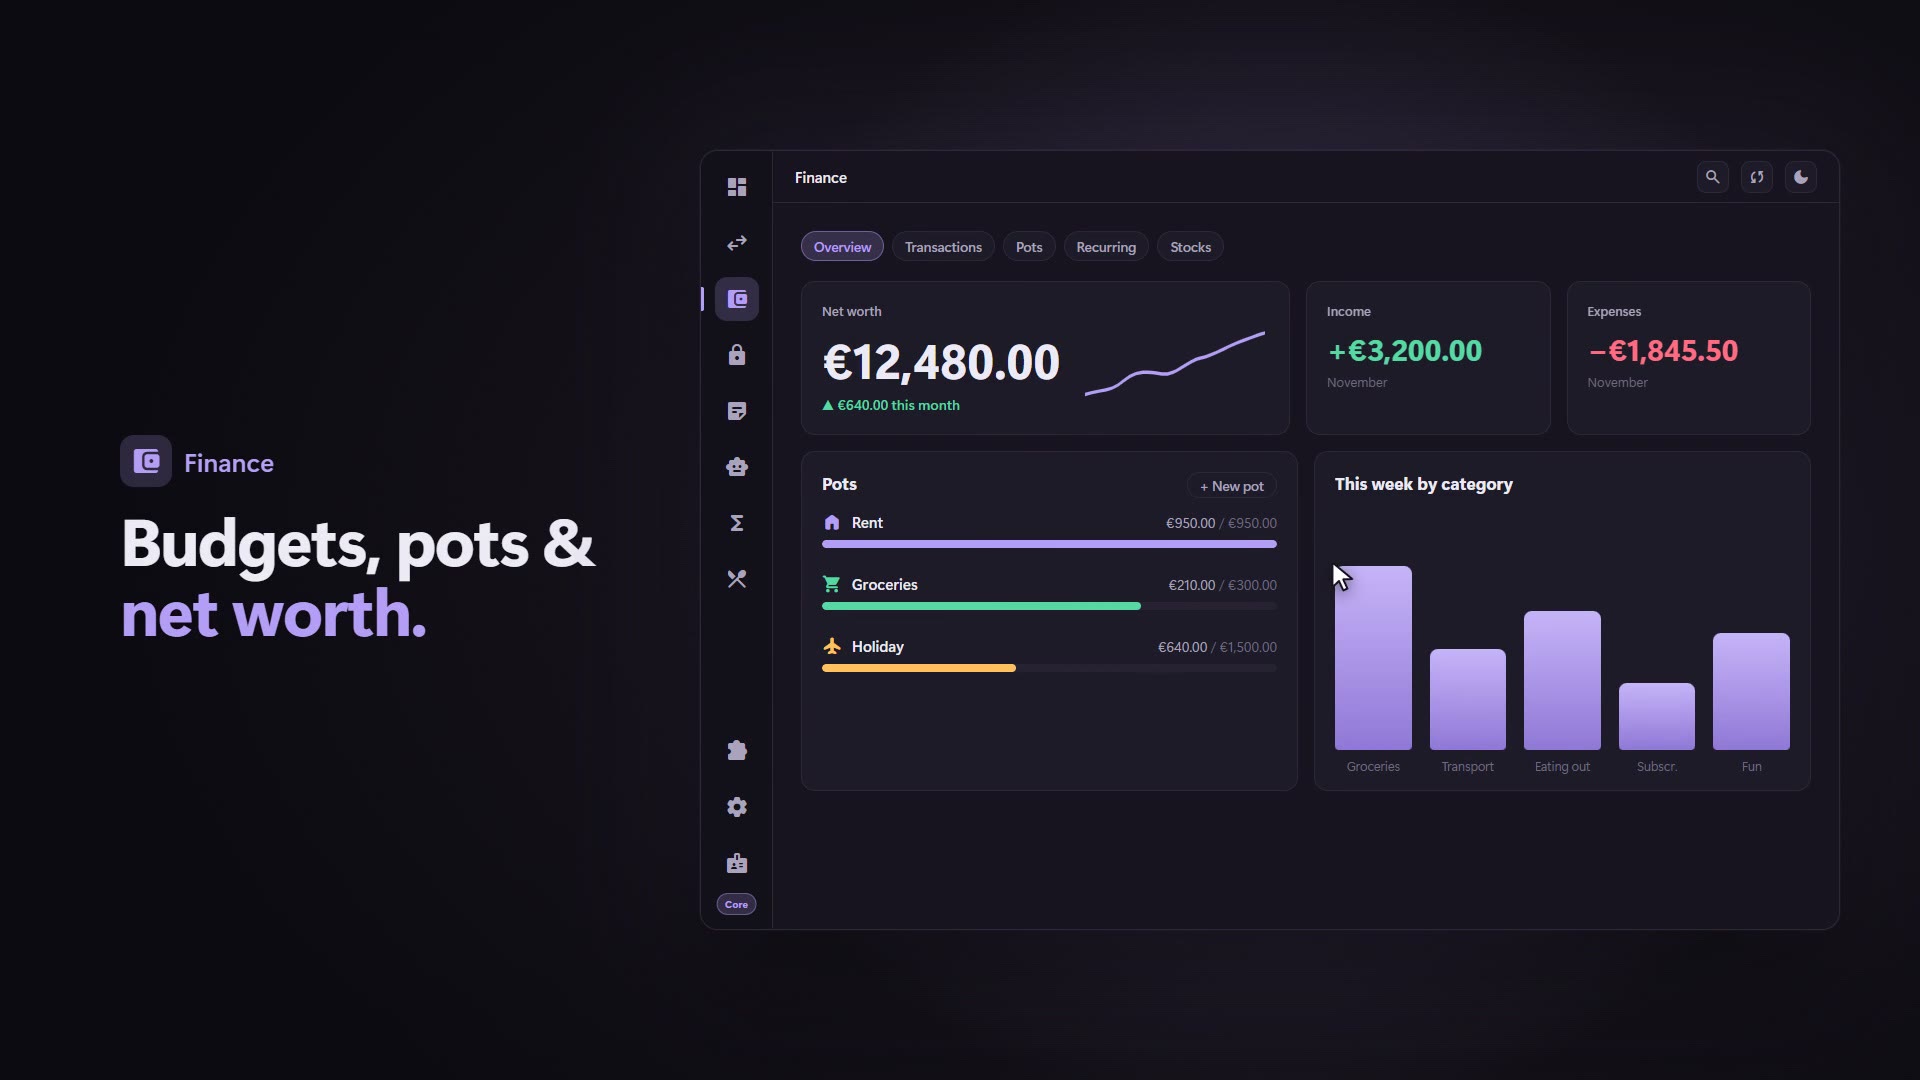 Finance
Budgets, pots &
net worth.
Finance
Overview
Transactions
Pots
Recurring
Stocks
Net worth
€12,480.00
▲ €640.00 this month
Income
+€3,200.00
November
Expenses
−€1,845.50
November
Pots
+ New pot
Rent
€950.00 / €950.00
Groceries
€210.00 / €300.00
Holiday
€640.00 / €1,500.00
This week by category
Groceries
Transport
Eating out
Subscr.
Fun
Core